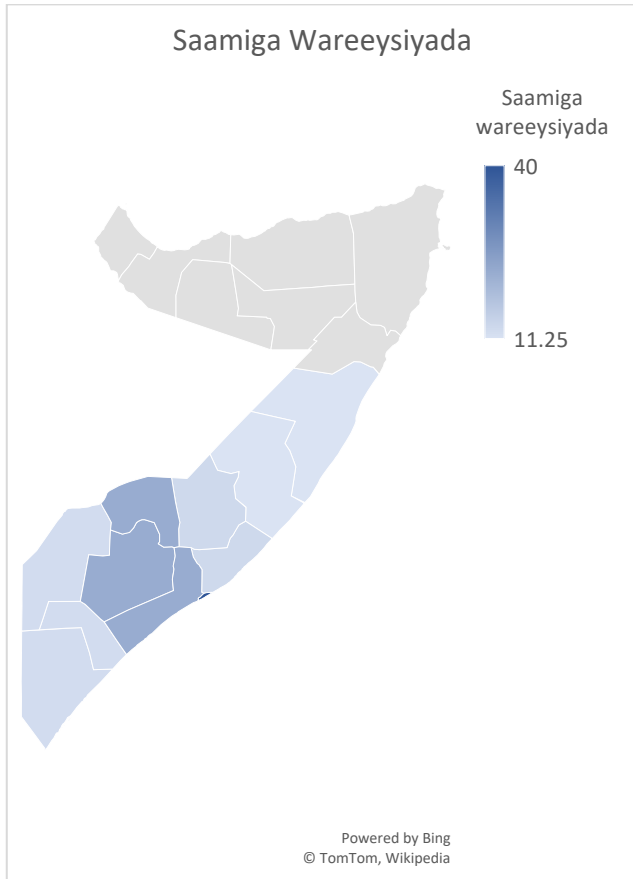 Saamiga Wareeysiyada
Saamiga
wareeysiyada
40
11.25
Powered by Bing
© TomTom, Wikipedia